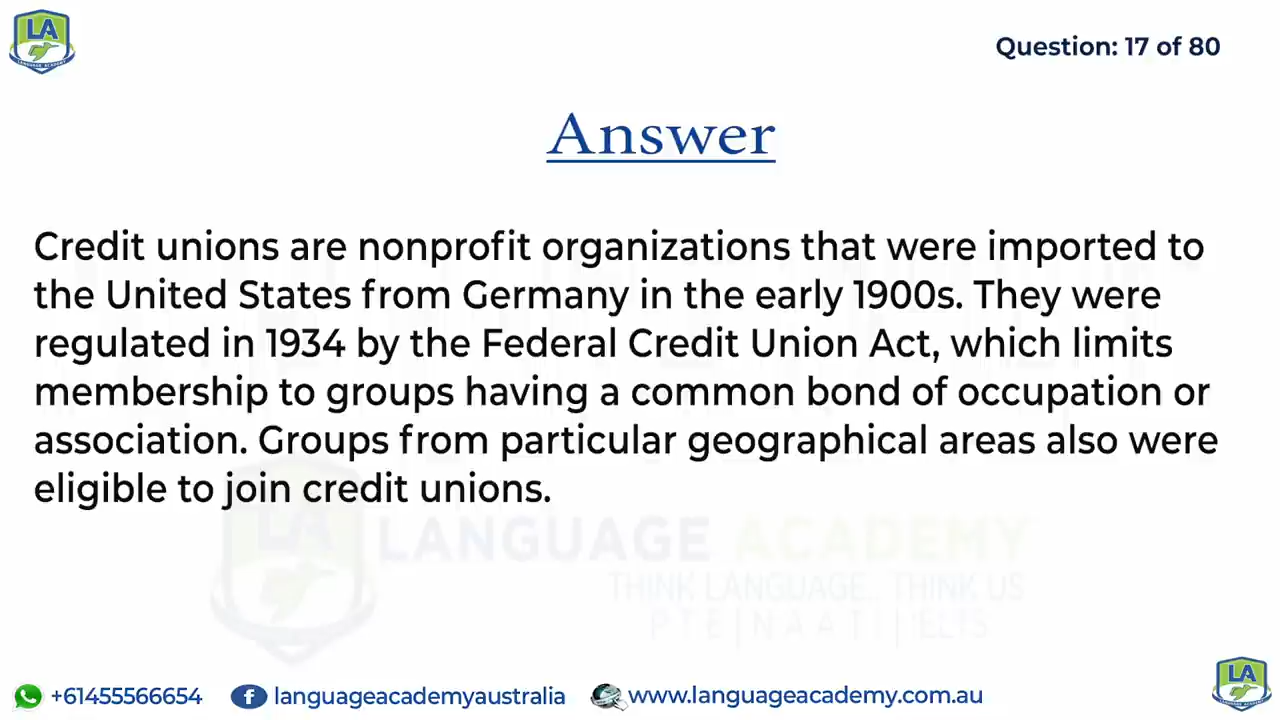 LA
LANGUAGE ACADEMY
Question: 17 of 80
Answer
Credit unions are nonprofit organizations that were imported to
the United States from Germany in the early 1900s. They were
regulated in 1934 by the Federal Credit Union Act, which limits
membership to groups having a common bond of occupation or
association. Groups from particular geographical areas also were
eligible to join credit unions.
LA
LANGUAGE ACADEMY
THINK LANGUAGE, THINK US
PTE | NAATI | IELTS
+61455566654
languageacademyaustralia
www.languageacademy.com.au
LA